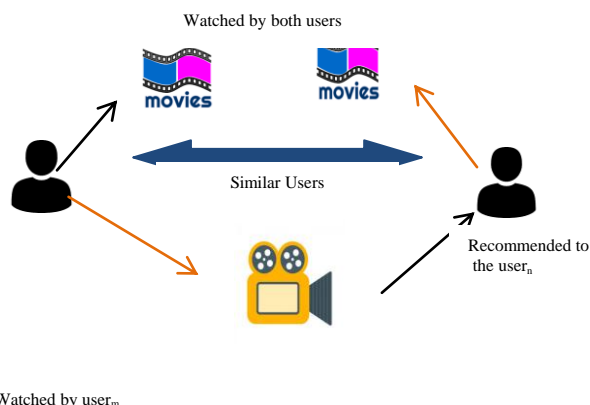 Watched by both users
movies
movies
Similar Users
Recommended to
the userₙ
Watched by userₘ